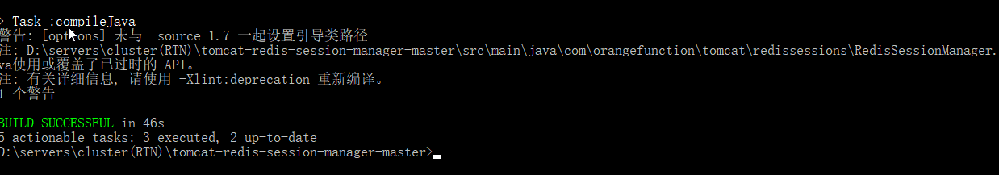 > Task :compileJava
警告: [options] 未与 -source 1.7 一起设置引导类路径
注: D:\servers\cluster(RTN)\tomcat-redis-session-manager-master\src\main\java\com\orangefunction\tomcat\redissessions\RedisSessionManager.
va使用或覆盖了已过时的 API。
注: 有关详细信息, 请使用 -Xlint:deprecation 重新编译。
1 个警告
BUILD SUCCESSFUL in 46s
5 actionable tasks: 3 executed, 2 up-to-date
D:\servers\cluster(RTN)\tomcat-redis-session-manager-master>